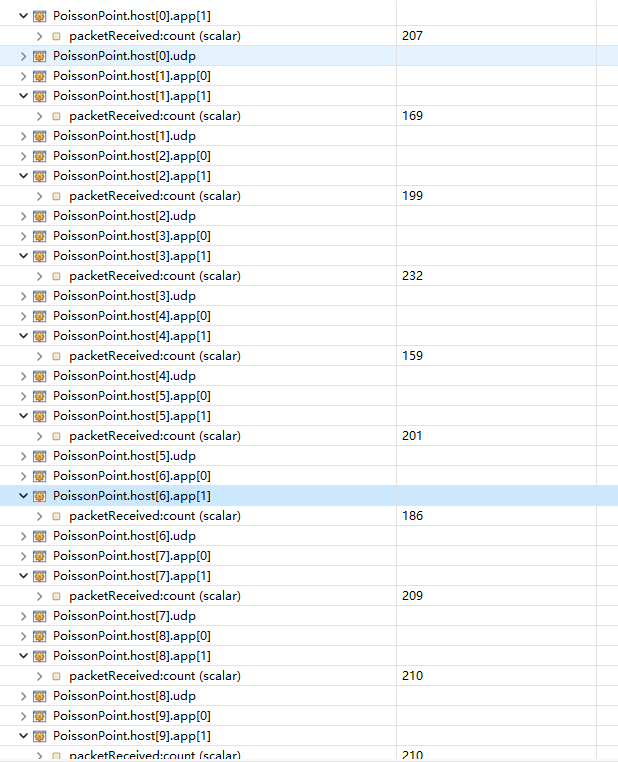 PoissonPoint.host[0].app[1]
packetReceived:count (scalar) 207
PoissonPoint.host[0].udp
PoissonPoint.host[1].app[0]
PoissonPoint.host[1].app[1]
packetReceived:count (scalar) 169
PoissonPoint.host[1].udp
PoissonPoint.host[2].app[0]
PoissonPoint.host[2].app[1]
packetReceived:count (scalar) 199
PoissonPoint.host[2].udp
PoissonPoint.host[3].app[0]
PoissonPoint.host[3].app[1]
packetReceived:count (scalar) 232
PoissonPoint.host[3].udp
PoissonPoint.host[4].app[0]
PoissonPoint.host[4].app[1]
packetReceived:count (scalar) 159
PoissonPoint.host[4].udp
PoissonPoint.host[5].app[0]
PoissonPoint.host[5].app[1]
packetReceived:count (scalar) 201
PoissonPoint.host[5].udp
PoissonPoint.host[6].app[0]
PoissonPoint.host[6].app[1]
packetReceived:count (scalar) 186
PoissonPoint.host[6].udp
PoissonPoint.host[7].app[0]
PoissonPoint.host[7].app[1]
packetReceived:count (scalar) 209
PoissonPoint.host[7].udp
PoissonPoint.host[8].app[0]
PoissonPoint.host[8].app[1]
packetReceived:count (scalar) 210
PoissonPoint.host[8].udp
PoissonPoint.host[9].app[0]
PoissonPoint.host[9].app[1]
packetReceived:count (scalar) 210